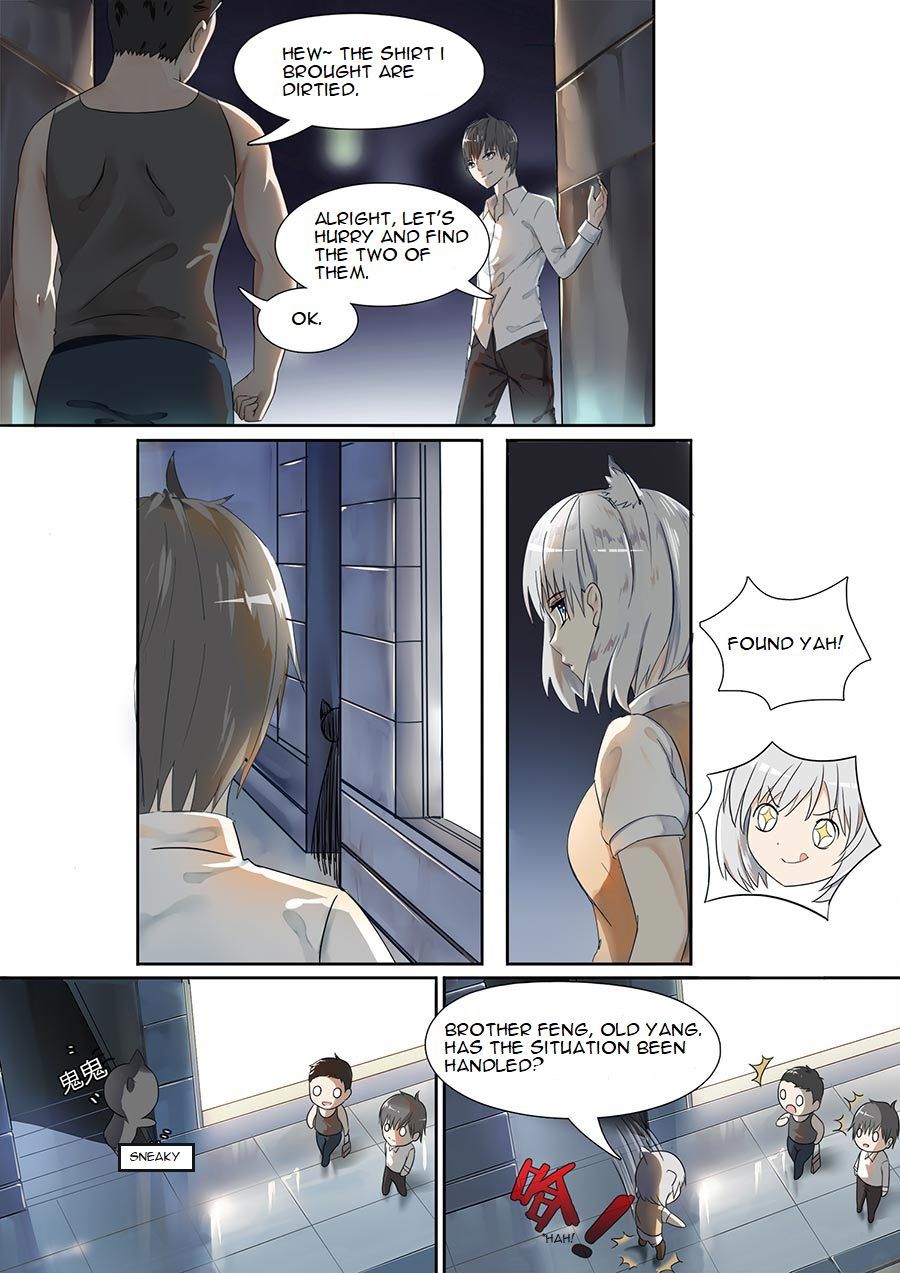 HEW~ THE SHIRT I
BROUGHT ARE
DIRTIED.
ALRIGHT, LET'S
HURRY AND FIND
THE TWO OF
THEM.
OK.
FOUND YAH!
鬼鬼
SNEAKY
BROTHER FENG, OLD YANG.
HAS THE SITUATION BEEN
HANDLED?
哈!
"HAH!